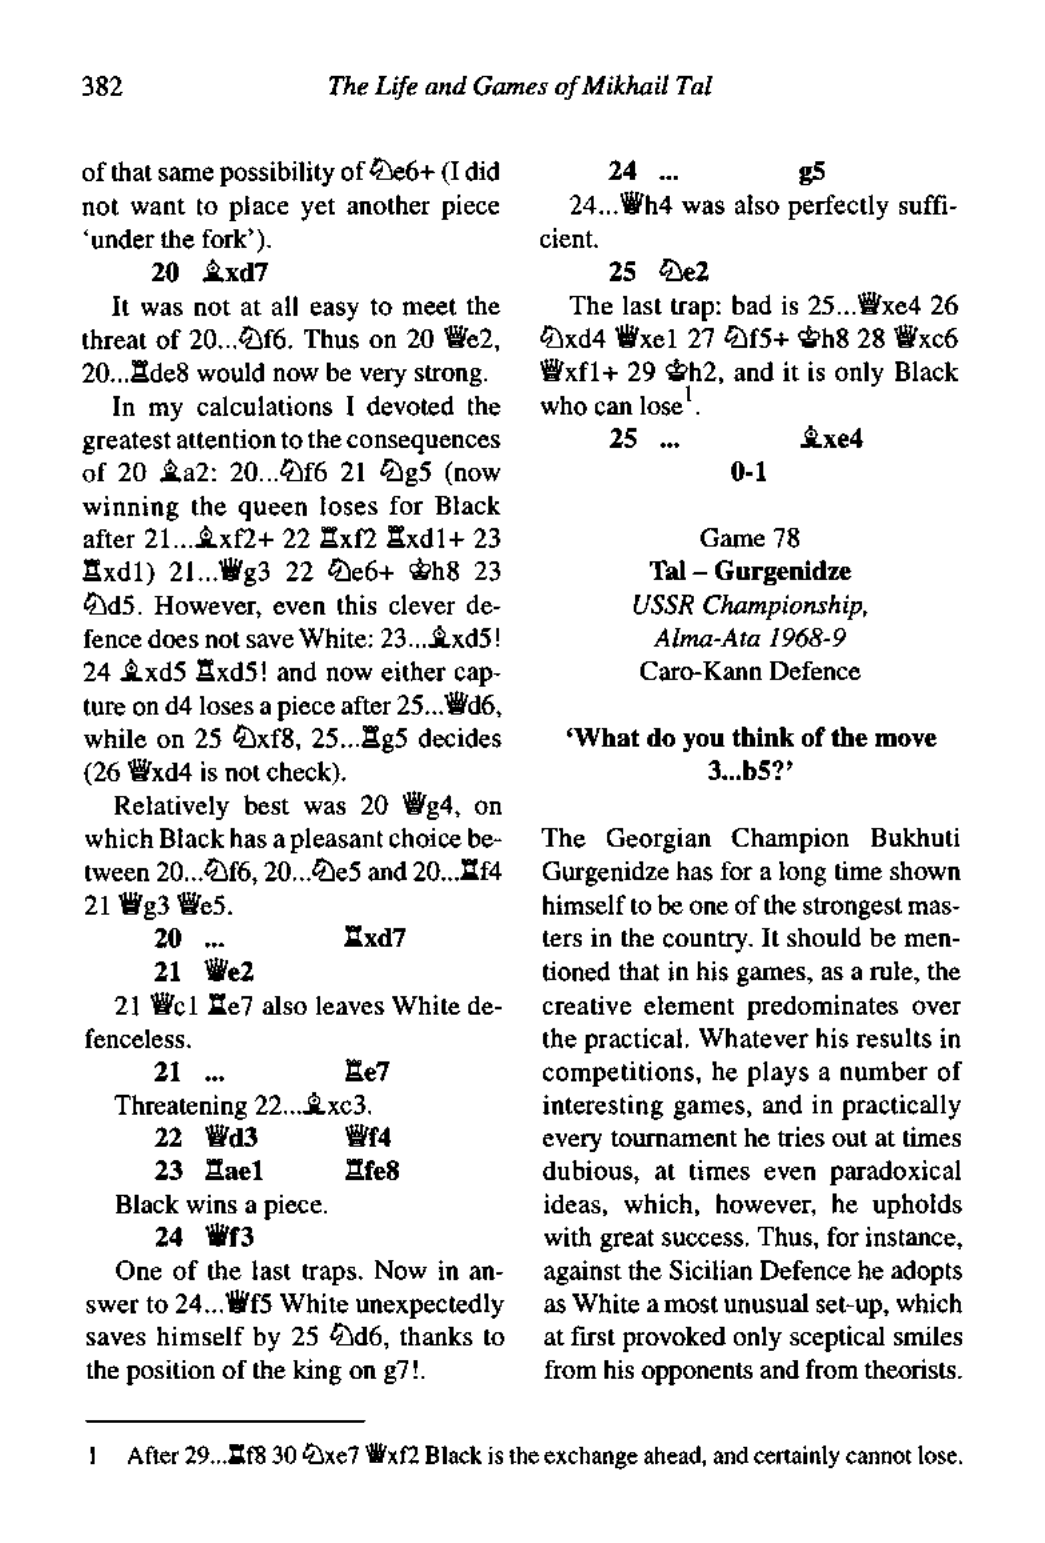 382
The Life and Games of Mikhail Tal
of that same possibility of ♘e6+ (I did
not want to place yet another piece
‘under the fork’).
20 ♗xd7
It was not at all easy to meet the
threat of 20...♘f6. Thus on 20 ♕e2,
20...♖de8 would now be very strong.
In my calculations I devoted the
greatest attention to the consequences
of 20 ♗a2: 20...♘f6 21 ♘g5 (now
winning the queen loses for Black
after 21...♗xf2+ 22 ♖xf2 ♖xd1+ 23
♖xd1) 21...♕g3 22 ♘e6+ ♔h8 23
♘d5. However, even this clever de-
fence does not save White: 23...♗xd5!
24 ♗xd5 ♖xd5! and now either cap-
ture on d4 loses a piece after 25...♕d6,
while on 25 ♘xf8, 25...♖g5 decides
(26 ♕xd4 is not check).
Relatively best was 20 ♕g4, on
which Black has a pleasant choice be-
tween 20...♘f6, 20...♘e5 and 20...♖f4
21 ♕g3 ♕e5.
20 ... ♖xd7
21 ♕e2
21 ♕c1 ♖e7 also leaves White de-
fenceless.
21 ... ♖e7
Threatening 22...♗xc3.
22 ♕d3 ♕f4
23 ♖ae1 ♖fe8
Black wins a piece.
24 ♕f3
One of the last traps. Now in an-
swer to 24...♕f5 White unexpectedly
saves himself by 25 ♘d6, thanks to
the position of the king on g7!.
24 ... g5
24...♕h4 was also perfectly suffi-
cient.
25 ♘e2
The last trap: bad is 25...♕xe4 26
♘xd4 ♕xe1 27 ♘f5+ ♔h8 28 ♕xc6
♕xf1+ 29 ♔h2, and it is only Black
who can lose1.
25 ... ♗xe4
0-1
Game 78
Tal – Gurgenidze
USSR Championship,
Alma-Ata 1968-9
Caro-Kann Defence
‘What do you think of the move
3...b5?’
The Georgian Champion Bukhuti
Gurgenidze has for a long time shown
himself to be one of the strongest mas-
ters in the country. It should be men-
tioned that in his games, as a rule, the
creative element predominates over
the practical. Whatever his results in
competitions, he plays a number of
interesting games, and in practically
every tournament he tries out at times
dubious, at times even paradoxical
ideas, which, however, he upholds
with great success. Thus, for instance,
against the Sicilian Defence he adopts
as White a most unusual set-up, which
at first provoked only sceptical smiles
from his opponents and from theorists.
1 After 29...♖f8 30 ♘xe7 ♕xf2 Black is the exchange ahead, and certainly cannot lose.